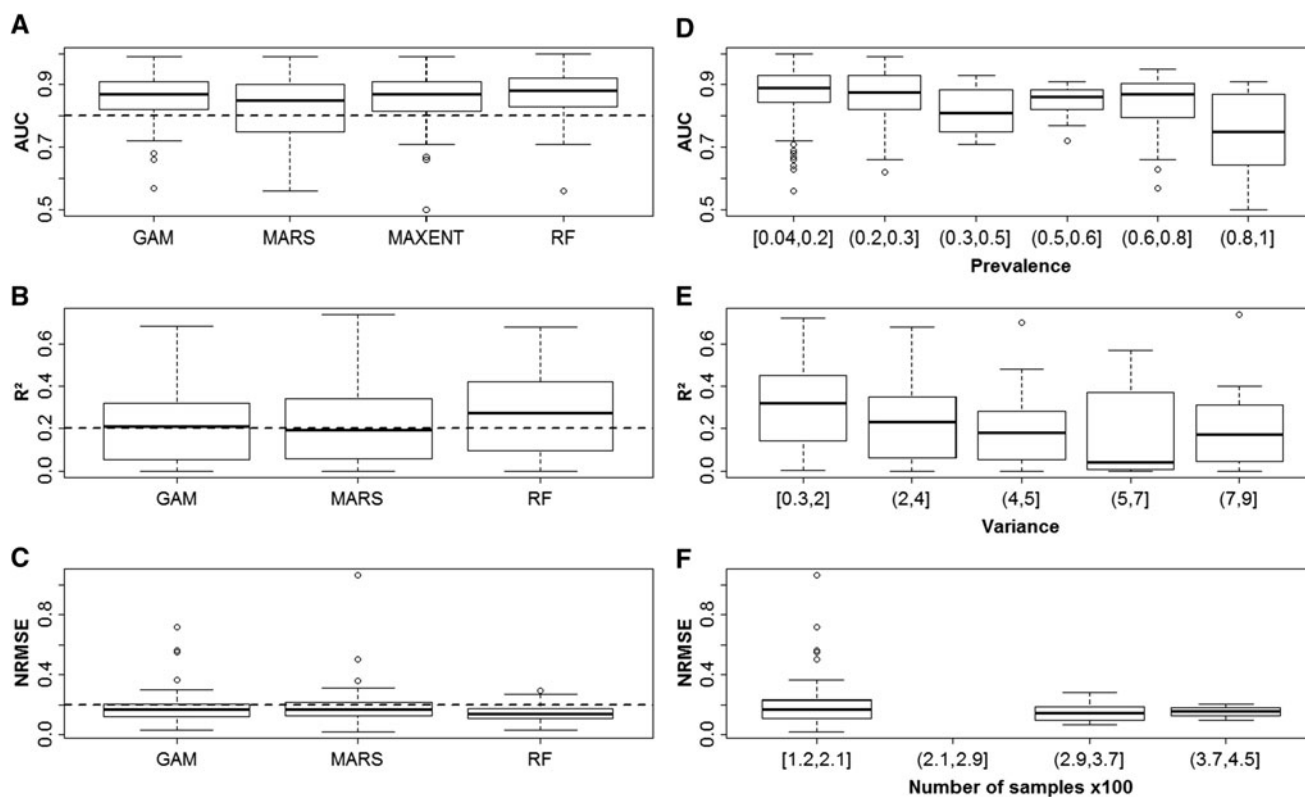 A
AUC
0.5 0.7 0.9
GAM MARS MAXENT RF
B
R²
0.0 0.2 0.4 0.6
GAM MARS RF
C
NRMSE
0.0 0.4 0.8
GAM MARS RF
D
AUC
0.5 0.7 0.9
[0.04,0.2] (0.2,0.3] (0.3,0.5] (0.5,0.6] (0.6,0.8] (0.8,1]
Prevalence
E
R²
0.0 0.2 0.4 0.6
[0.3,2] (2,4] (4,5] (5,7] (7,9]
Variance
F
NRMSE
0.0 0.4 0.8
[1.2,2.1] (2.1,2.9] (2.9,3.7] (3.7,4.5]
Number of samples x100